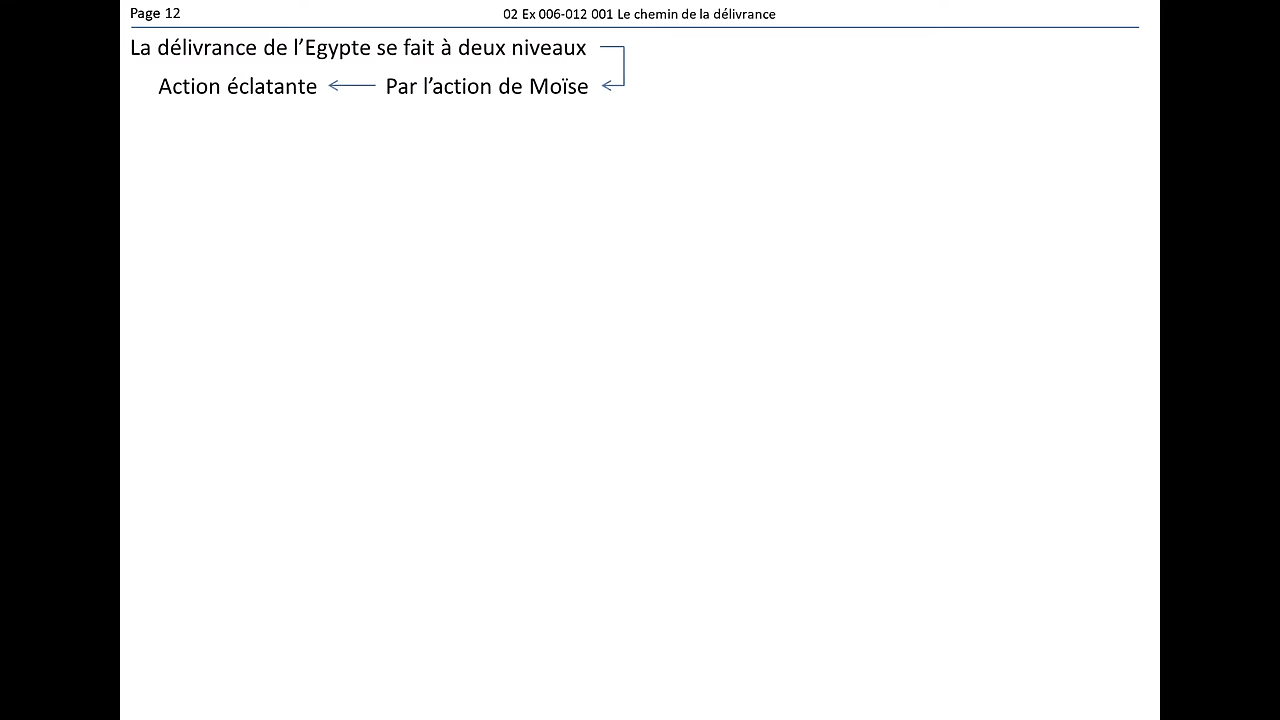 Page 12 02 Ex 006-012 001 Le chemin de la délivrance
La délivrance de l’Egypte se fait à deux niveaux
Action éclatante Par l’action de Moïse